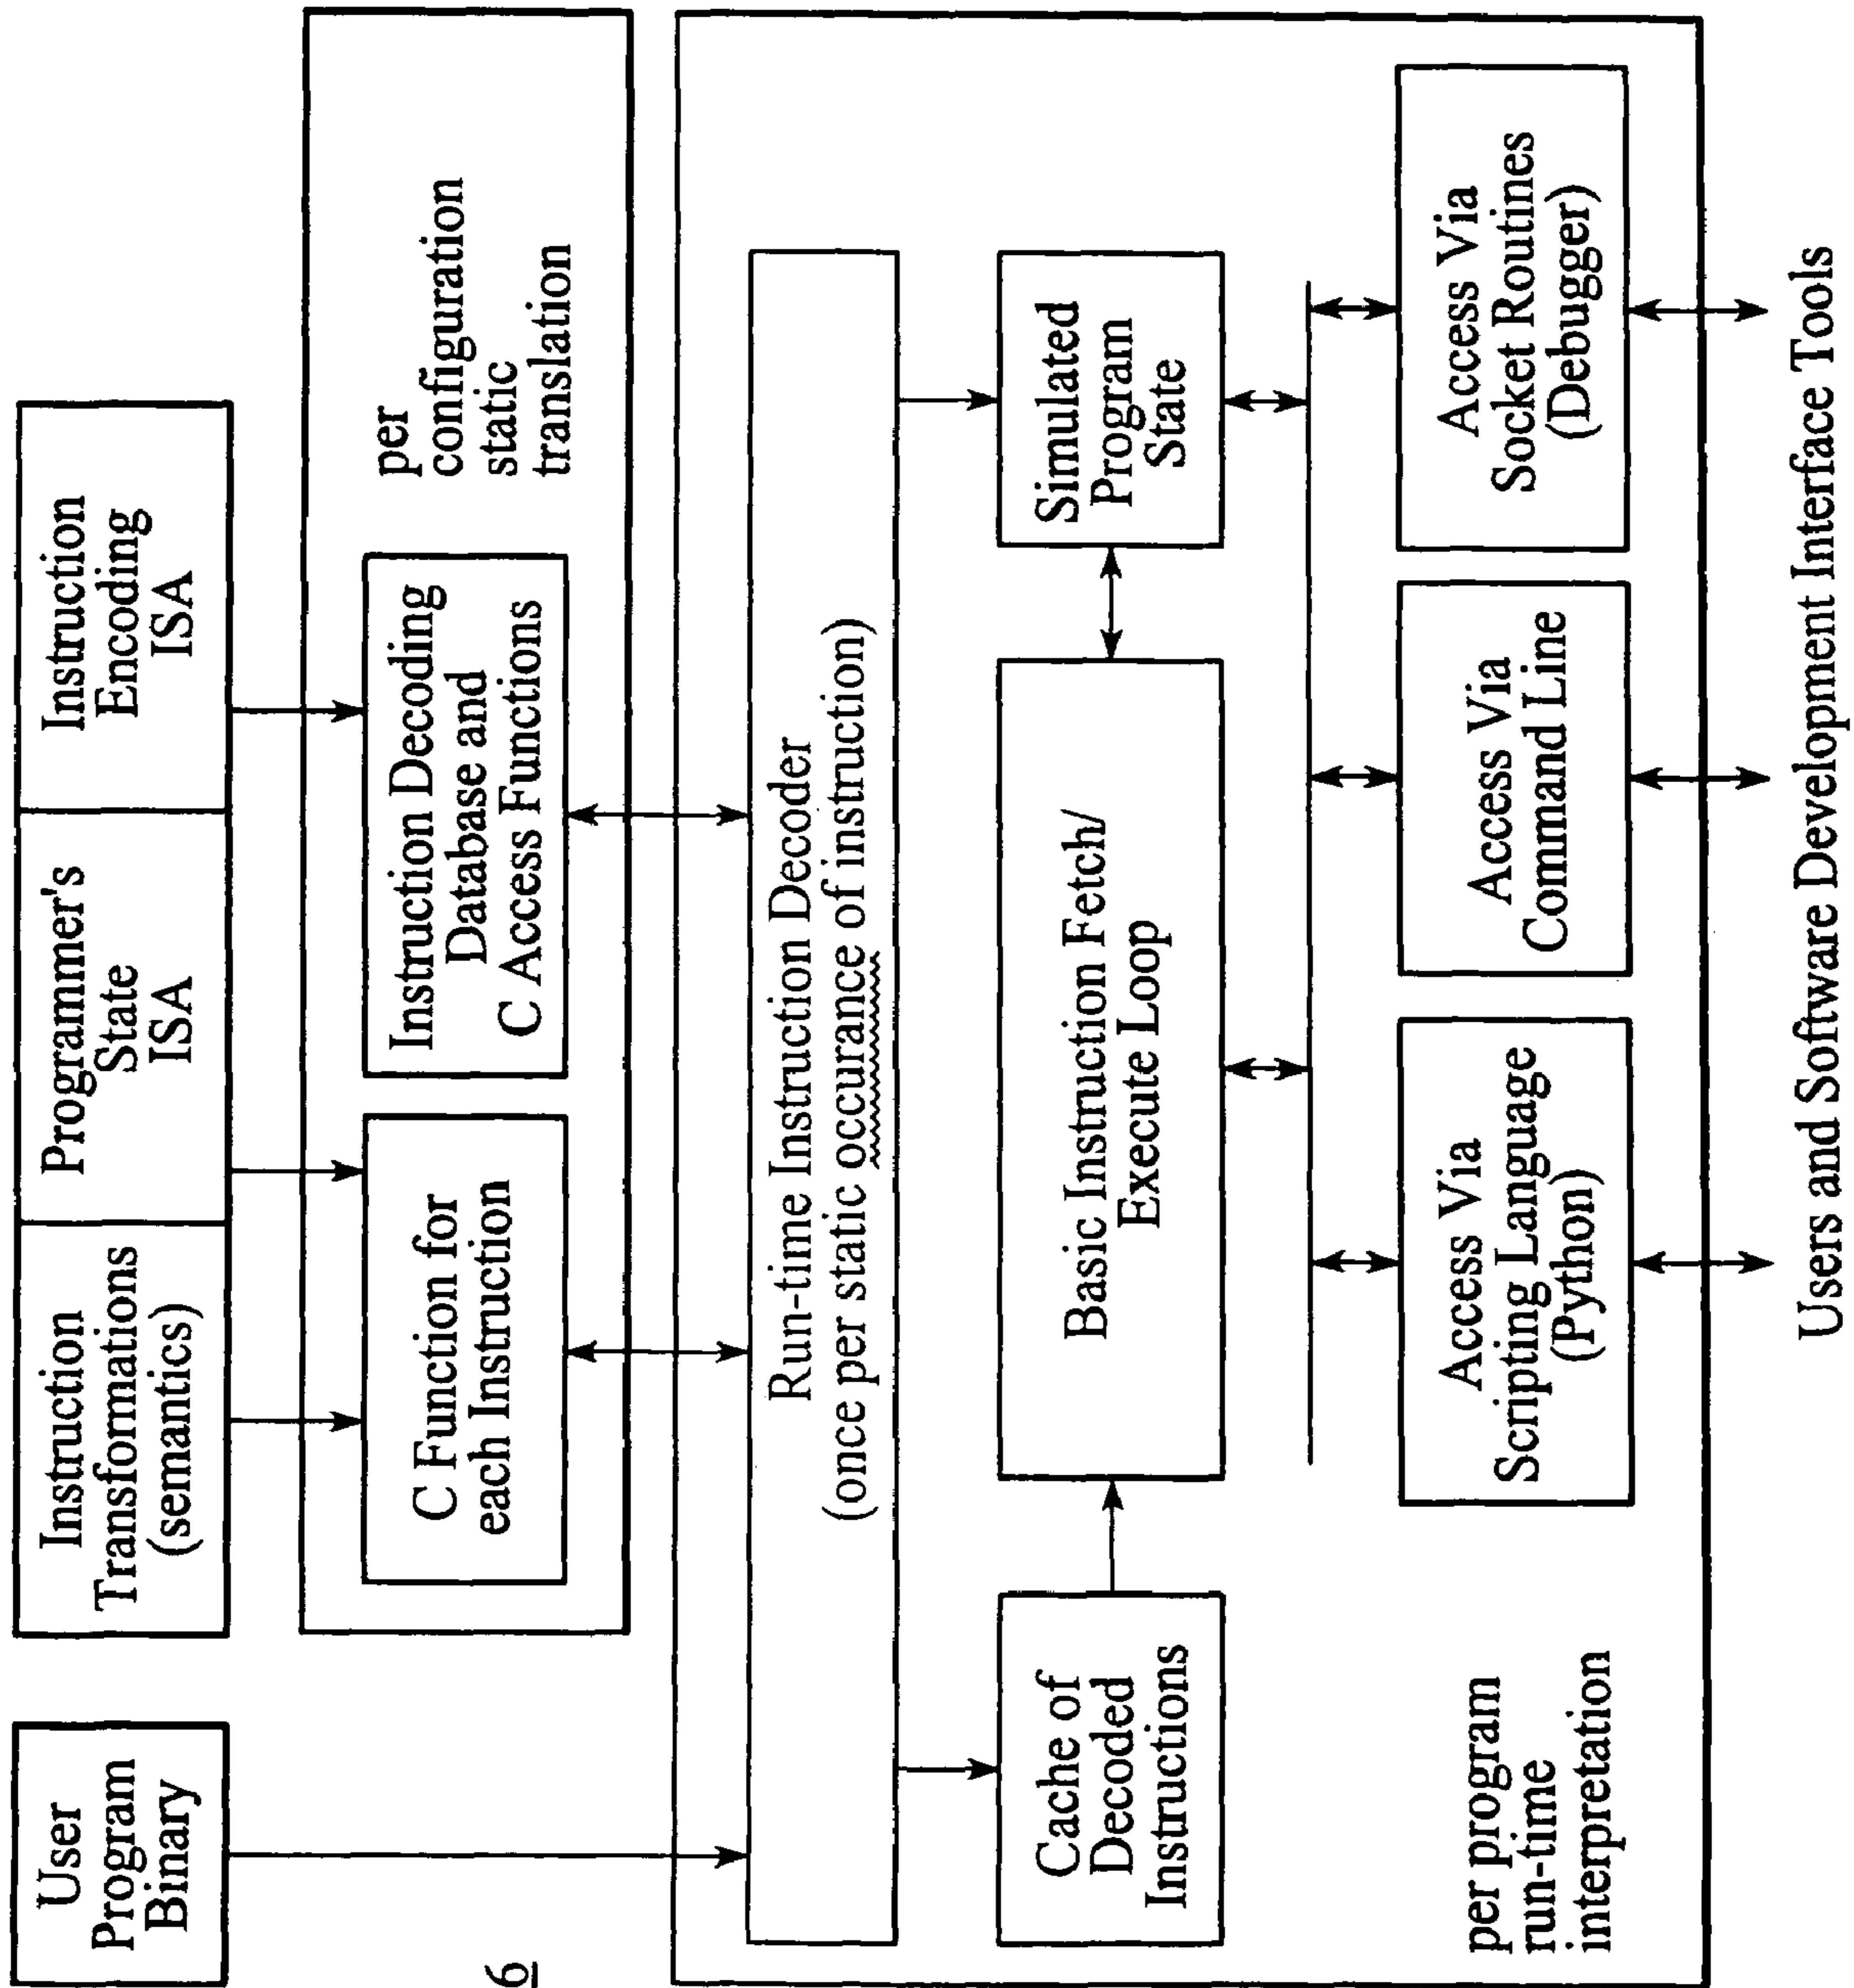 User
Program
Binary
Instruction
Transformations
(semantics)
Programmer's
State
ISA
Instruction
Encoding
ISA
C Function for
each Instruction
Instruction Decoding
Database and
C Access Functions
per
configuration
static
translation
6
Run-time Instruction Decoder
(once per static occurance of instruction)
Cache of
Decoded
Instructions
Basic Instruction Fetch/
Execute Loop
Simulated
Program
State
per program
run-time
interpretation
Access Via
Scripting Language
(Python)
Access Via
Command Line
Access Via
Socket Routines
(Debugger)
Users and Software Development Interface Tools